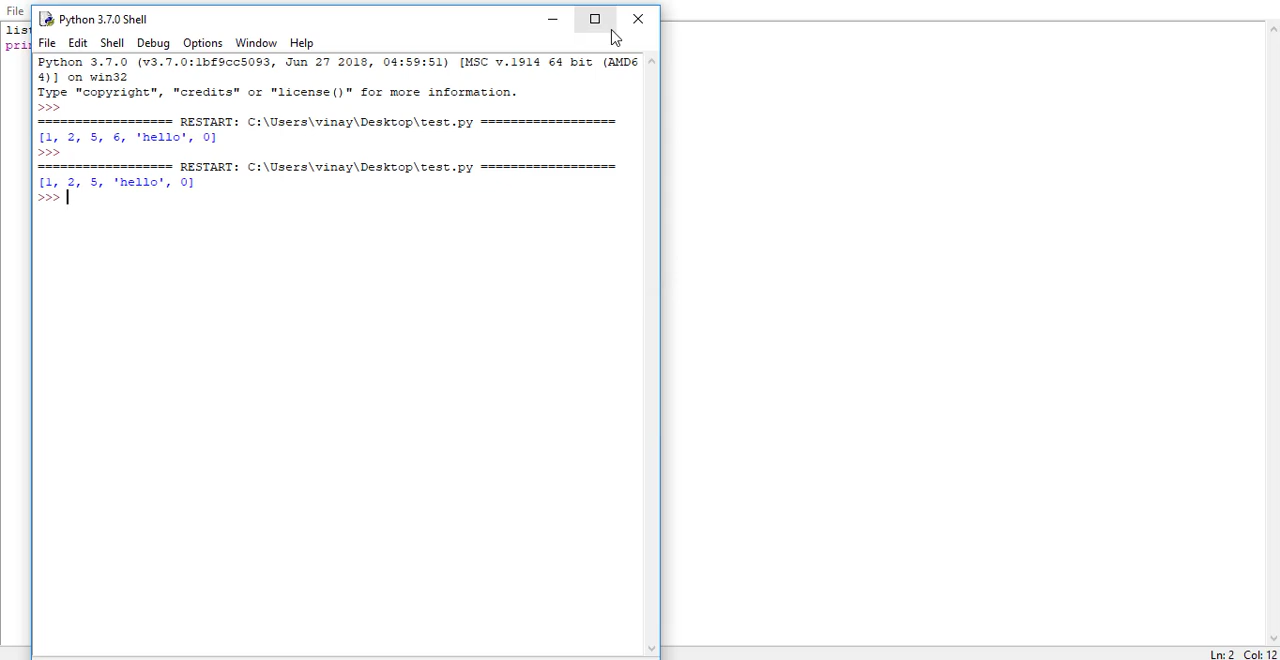 File
Python 3.7.0 Shell
list
prin
File Edit Shell Debug Options Window Help
Python 3.7.0 (v3.7.0:1bf9cc5093, Jun 27 2018, 04:59:51) [MSC v.1914 64 bit (AMD6
4)] on win32
Type "copyright", "credits" or "license()" for more information.
>>>
================== RESTART: C:\Users\vinay\Desktop\test.py ==================
[1, 2, 5, 6, 'hello', 0]
>>>
================== RESTART: C:\Users\vinay\Desktop\test.py ==================
[1, 2, 5, 'hello', 0]
>>>
Ln: 2 Col: 12